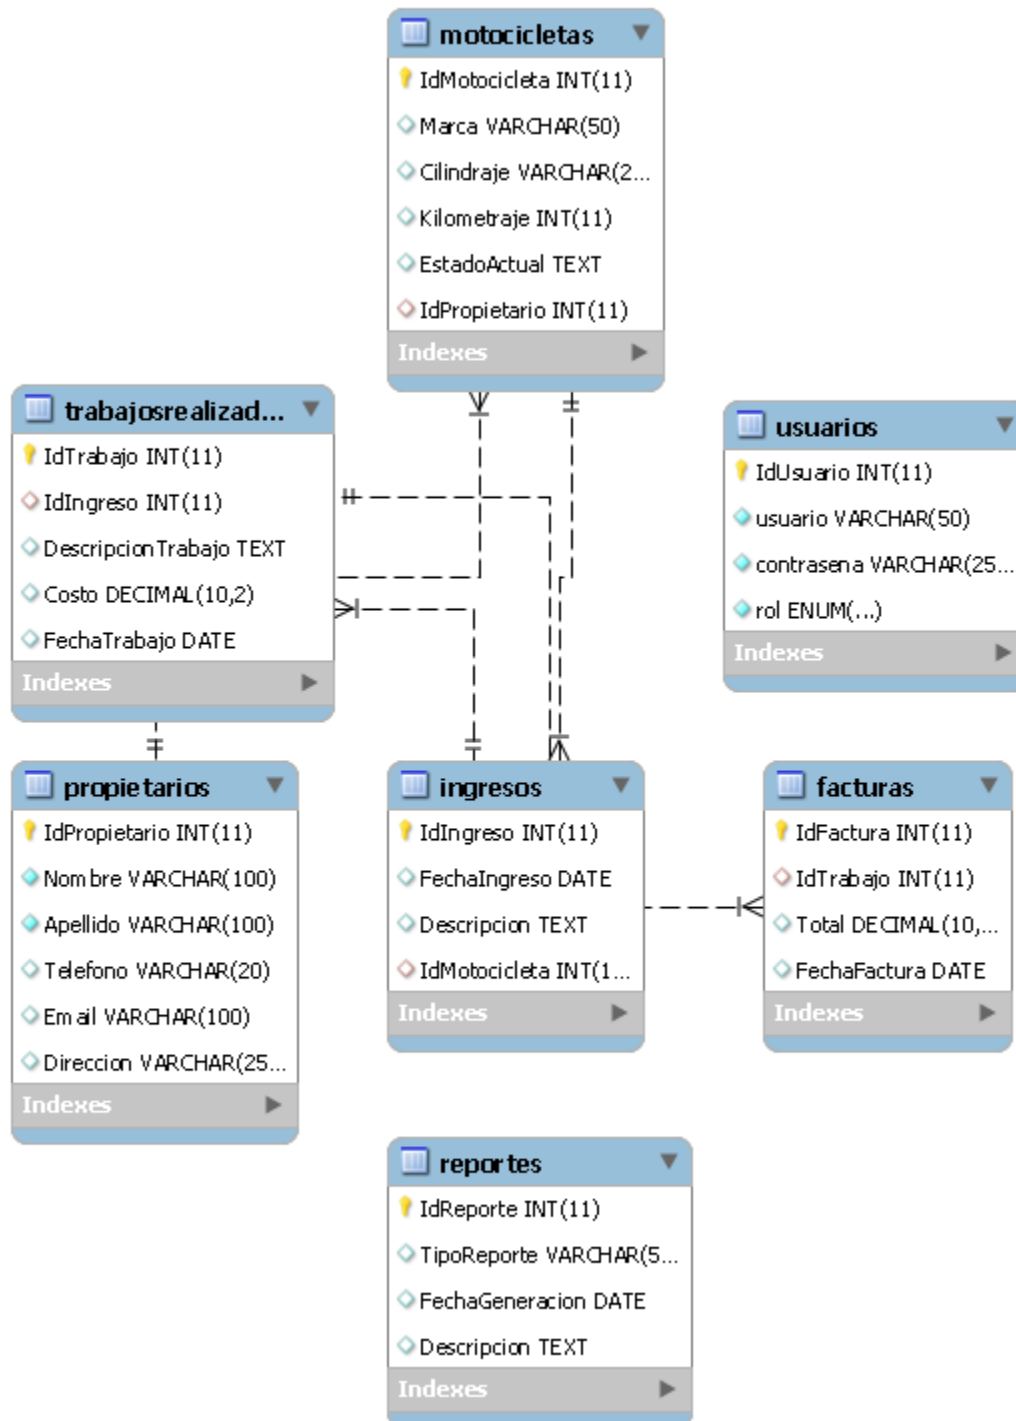 motocicletas
IdMotocicleta INT(11)
Marca VARCHAR(50)
Cilindraje VARCHAR(2...
Kilometraje INT(11)
EstadoActual TEXT
IdPropietario INT(11)
Indexes
trabajosrealizad...
IdTrabajo INT(11)
IdIngreso INT(11)
DescripcionTrabajo TEXT
Costo DECIMAL(10,2)
FechaTrabajo DATE
Indexes
usuarios
IdUsuario INT(11)
usuario VARCHAR(50)
contrasena VARCHAR(25...
rol ENUM(...)
Indexes
propietarios
IdPropietario INT(11)
Nombre VARCHAR(100)
Apellido VARCHAR(100)
Telefono VARCHAR(20)
Email VARCHAR(100)
Direccion VARCHAR(25...
Indexes
ingresos
IdIngreso INT(11)
FechaIngreso DATE
Descripcion TEXT
IdMotocicleta INT(1...
Indexes
facturas
IdFactura INT(11)
IdTrabajo INT(11)
Total DECIMAL(10,...
FechaFactura DATE
Indexes
reportes
IdReporte INT(11)
TipoReporte VARCHAR(5...
FechaGeneracion DATE
Descripcion TEXT
Indexes